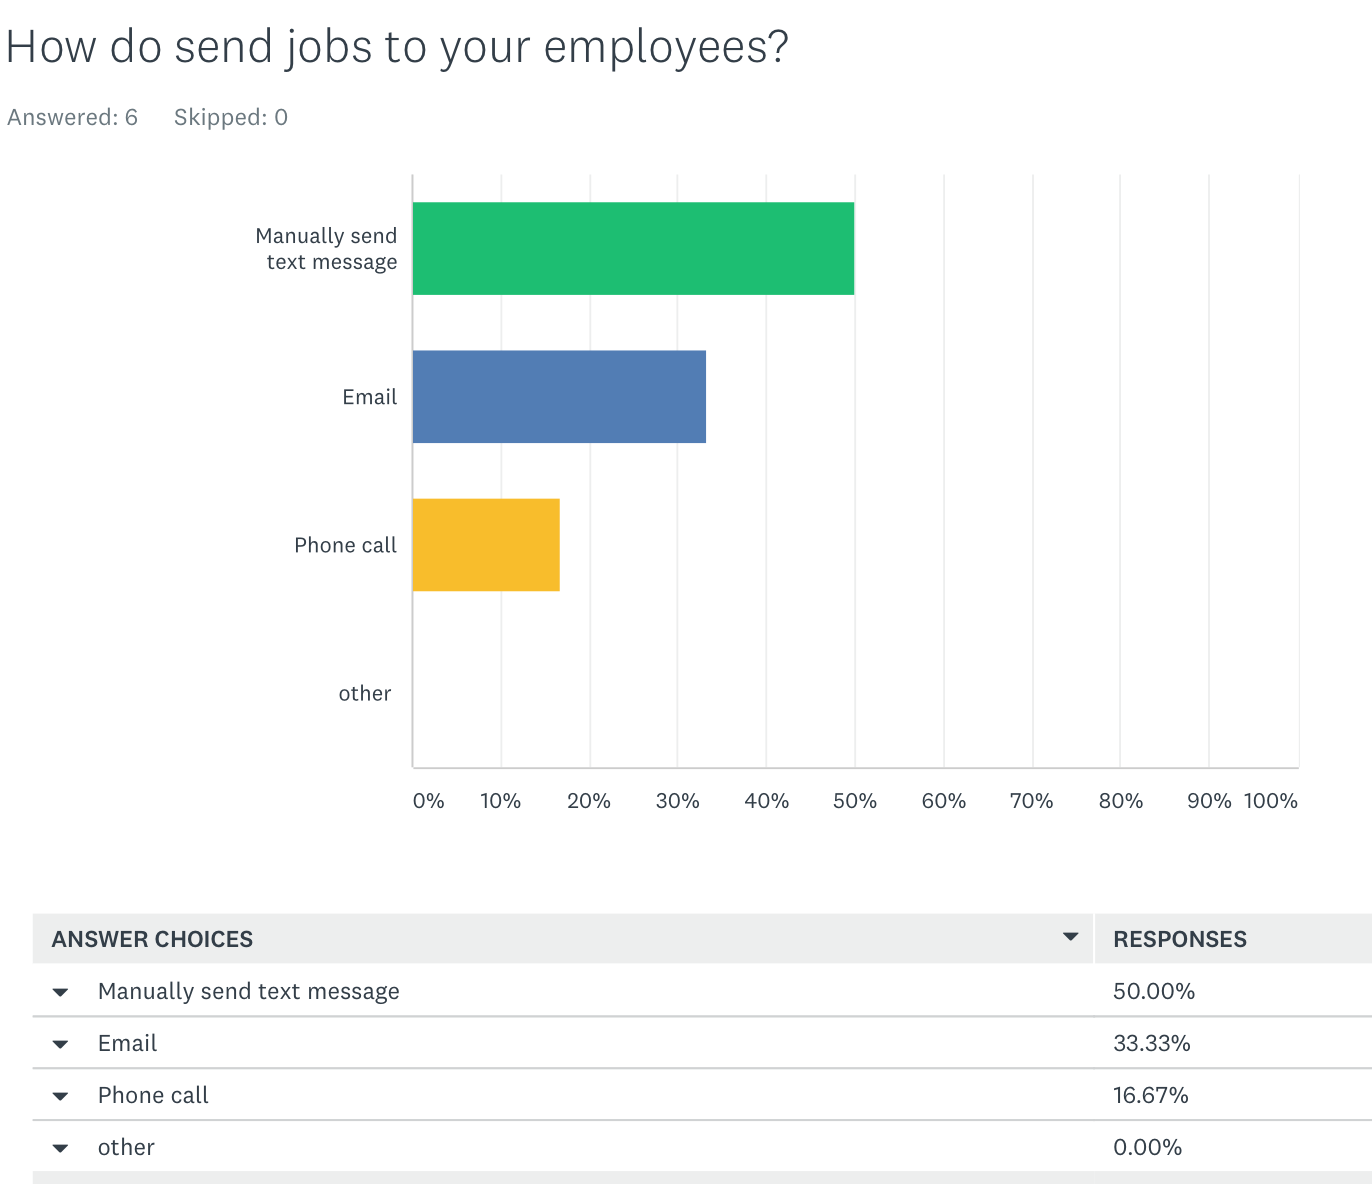 How do send jobs to your employees?
Answered: 6 Skipped: 0
Manually send
text message
Email
Phone call
other
0% 10% 20% 30% 40% 50% 60% 70% 80% 90% 100%
ANSWER CHOICES RESPONSES
Manually send text message 50.00%
Email 33.33%
Phone call 16.67%
other 0.00%